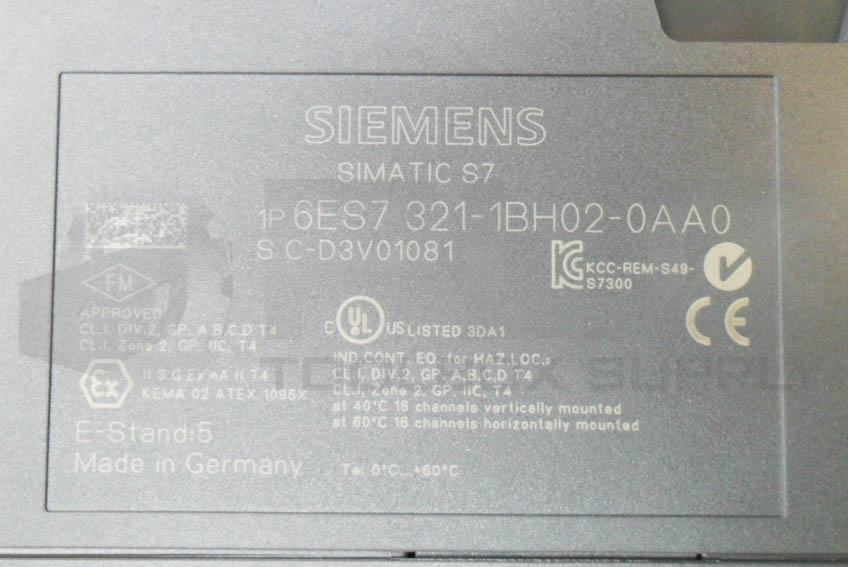 SIEMENS
SIMATIC S7
1P 6ES7 321-1BH02-0AA0
S C-D3V01081
KCC-REM-S49-
S7300
FM
APPROVED
CL.I, DIV.2, GP. A,B,C,D T4
CL.I, Zone 2, GP. IIC, T4
C UL US LISTED 3DA1
CE
IND.CONT. EQ. for HAZ.LOC.:
CL.I, DIV.2, GP. A,B,C,D T4
CL.I, Zone 2, GP. IIC, T4
at 40°C 16 channels vertically mounted
at 60°C 16 channels horizontally mounted
Ex II 3 G Ex nA II T4
KEMA 02 ATEX 1096X
E-Stand:5
Made in Germany
Ta: 0°C...+60°C
SUPPLY